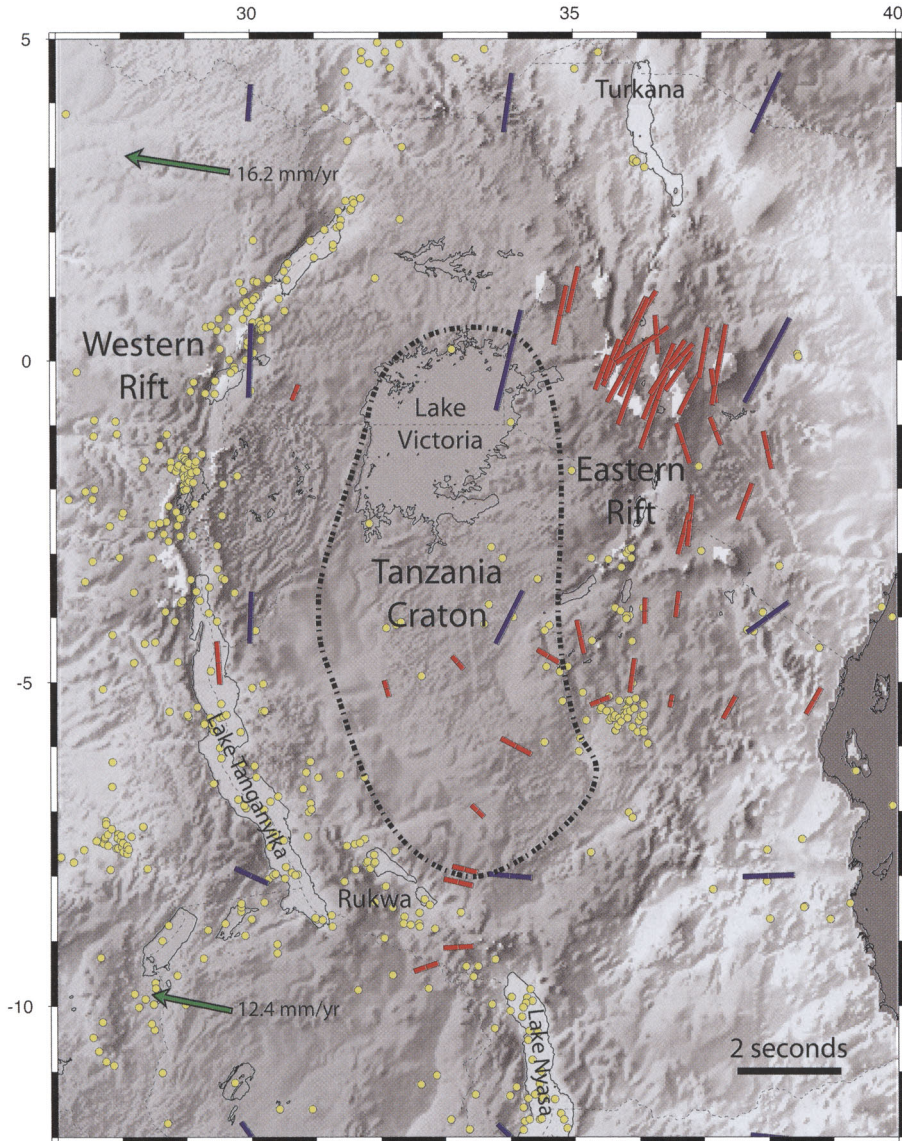 30
35
40
5
Turkana
16.2 mm/yr
0
Western
Rift
Lake
Victoria
Eastern
Rift
Tanzania
Craton
-5
Lake Tanganyika
Rukwa
-10
12.4 mm/yr
Lake Nyasa
2 seconds